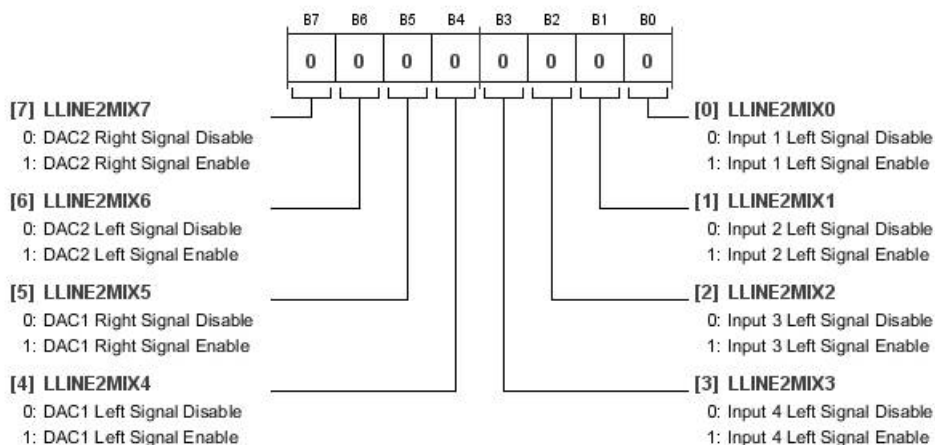 B7 B6 B5 B4 B3 B2 B1 B0
0 0 0 0 0 0 0 0
[7] LLINE2MIX7
0: DAC2 Right Signal Disable
1: DAC2 Right Signal Enable
[6] LLINE2MIX6
0: DAC2 Left Signal Disable
1: DAC2 Left Signal Enable
[5] LLINE2MIX5
0: DAC1 Right Signal Disable
1: DAC1 Right Signal Enable
[4] LLINE2MIX4
0: DAC1 Left Signal Disable
1: DAC1 Left Signal Enable
[0] LLINE2MIX0
0: Input 1 Left Signal Disable
1: Input 1 Left Signal Enable
[1] LLINE2MIX1
0: Input 2 Left Signal Disable
1: Input 2 Left Signal Enable
[2] LLINE2MIX2
0: Input 3 Left Signal Disable
1: Input 3 Left Signal Enable
[3] LLINE2MIX3
0: Input 4 Left Signal Disable
1: Input 4 Left Signal Enable